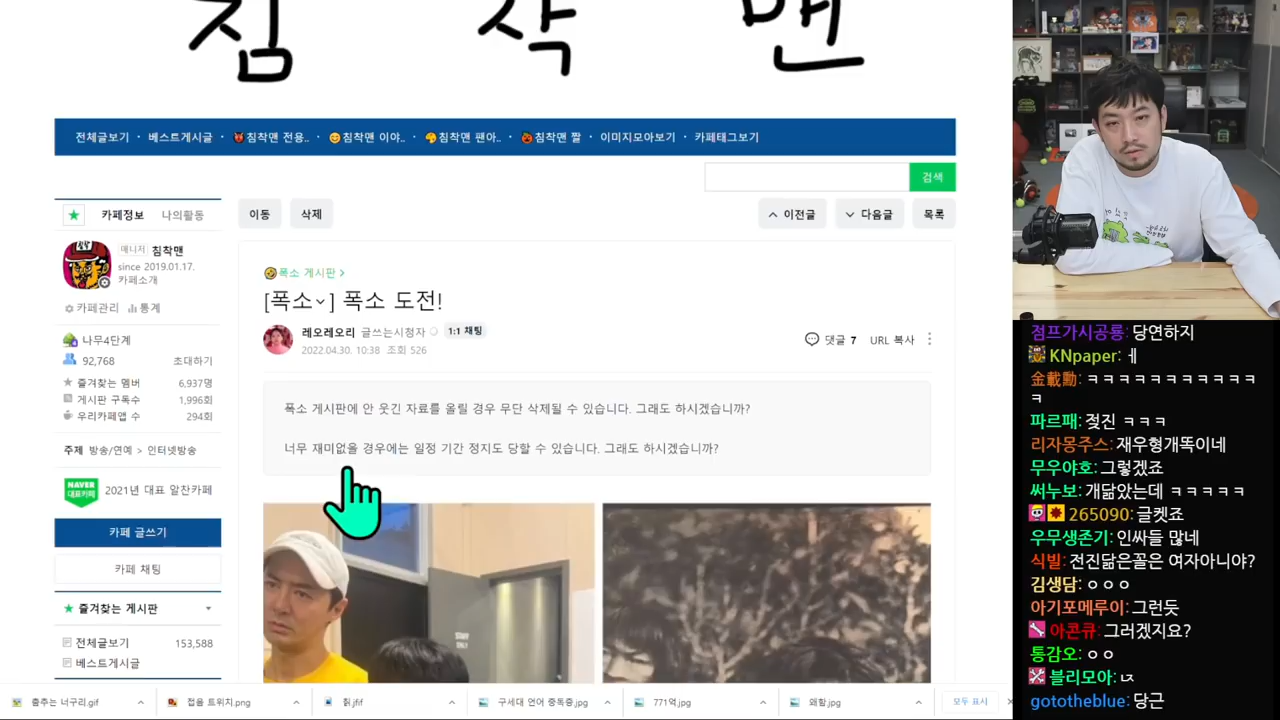 침 착 맨
전체글보기 · 베스트게시글 · 침착맨 전용.. · 침착맨 이야.. · 침착맨 팬아.. · 침착맨 짤 · 이미지모아보기 · 카페태그보기
검색
카페정보 나의활동
매니저 침착맨
since 2019.01.17.
카페소개
카페관리 통계
나무4단계
92,768 초대하기
즐겨찾는 멤버 6,937명
게시판 구독수 1,996회
우리카페앱 수 294회
주제 방송/연예 > 인터넷방송
NAVER
대표카페
2021년 대표 알찬카페
카페 글쓰기
카페 채팅
즐겨찾는 게시판
전체글보기 153,588
베스트게시글
이동 삭제 이전글 다음글 목록
폭소 게시판 >
[폭소ˇ] 폭소 도전!
레오레오리 글쓰는시청자 1:1 채팅
2022.04.30. 10:38 조회 526
댓글 7 URL 복사
폭소 게시판에 안 웃긴 자료를 올릴 경우 무단 삭제될 수 있습니다. 그래도 하시겠습니까?
너무 재미없을 경우에는 일정 기간 정지도 당할 수 있습니다. 그래도 하시겠습니까?
점프가시공룡: 당연하지
KNpaper: ㅔ
金載勳: ㅋㅋㅋㅋㅋㅋㅋㅋㅋㅋㅋ
ㅋ
파르패: 젖진 ㅋㅋㅋ
리자몽주스: 재우형개똑이네
무우야호: 그렇겠죠
써누보: 개닮았는데 ㅋㅋㅋㅋㅋ
265090: 글켓죠
우무생존기: 인싸들 많네
식빌: 전진닮은꼴은 여자아니야?
김생담: ㅇㅇㅇ
아기포메루이: 그런듯
아콘큐: 그러겠지요?
통감오: ㅇㅇ
블리모아: ㄴ
gototheblue: 당근
춤추는 너구리.gif 접을 트위치.png 칡.jfif 구세대 언어 중독증.jpg 771억.jpg 왜함.jpg 모두 표시